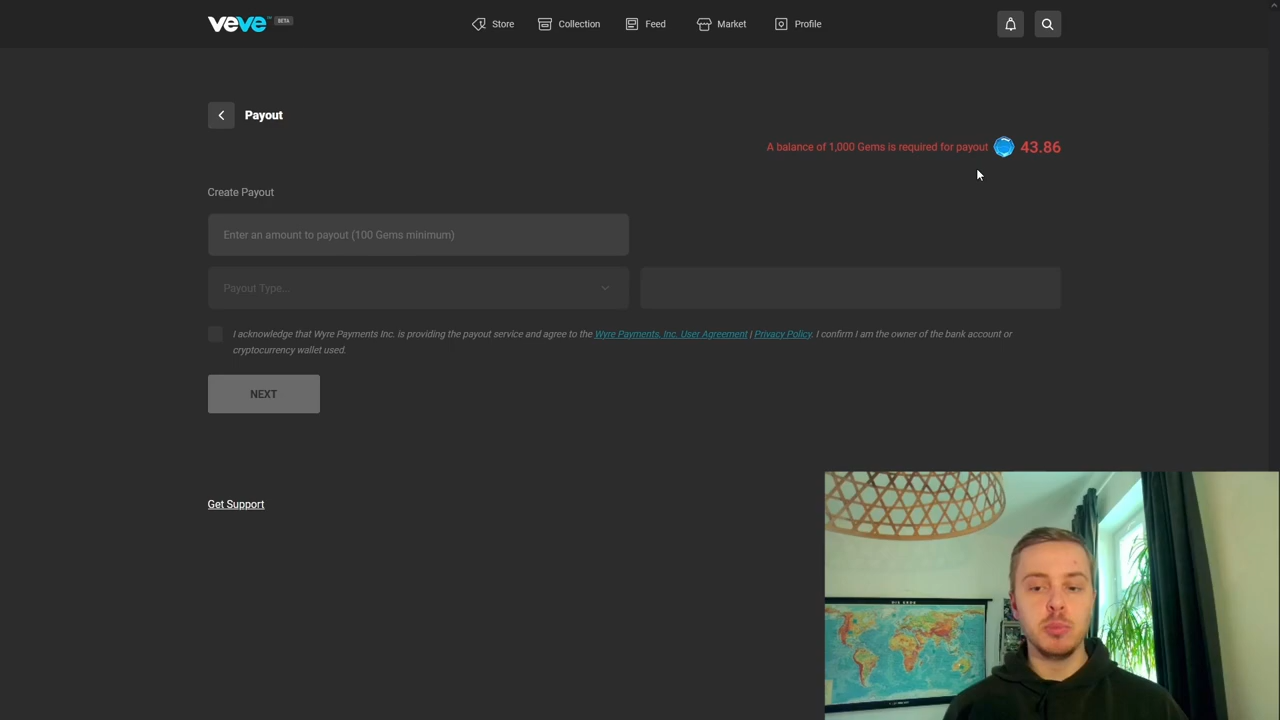 veve™ BETA
Store Collection Feed Market Profile
Payout
A balance of 1,000 Gems is required for payout 43.86
Create Payout
Enter an amount to payout (100 Gems minimum)
Payout Type...
I acknowledge that Wyre Payments Inc. is providing the payout service and agree to the Wyre Payments, Inc. User Agreement | Privacy Policy. I confirm I am the owner of the bank account or
cryptocurrency wallet used.
NEXT
Get Support
DIE ERDE